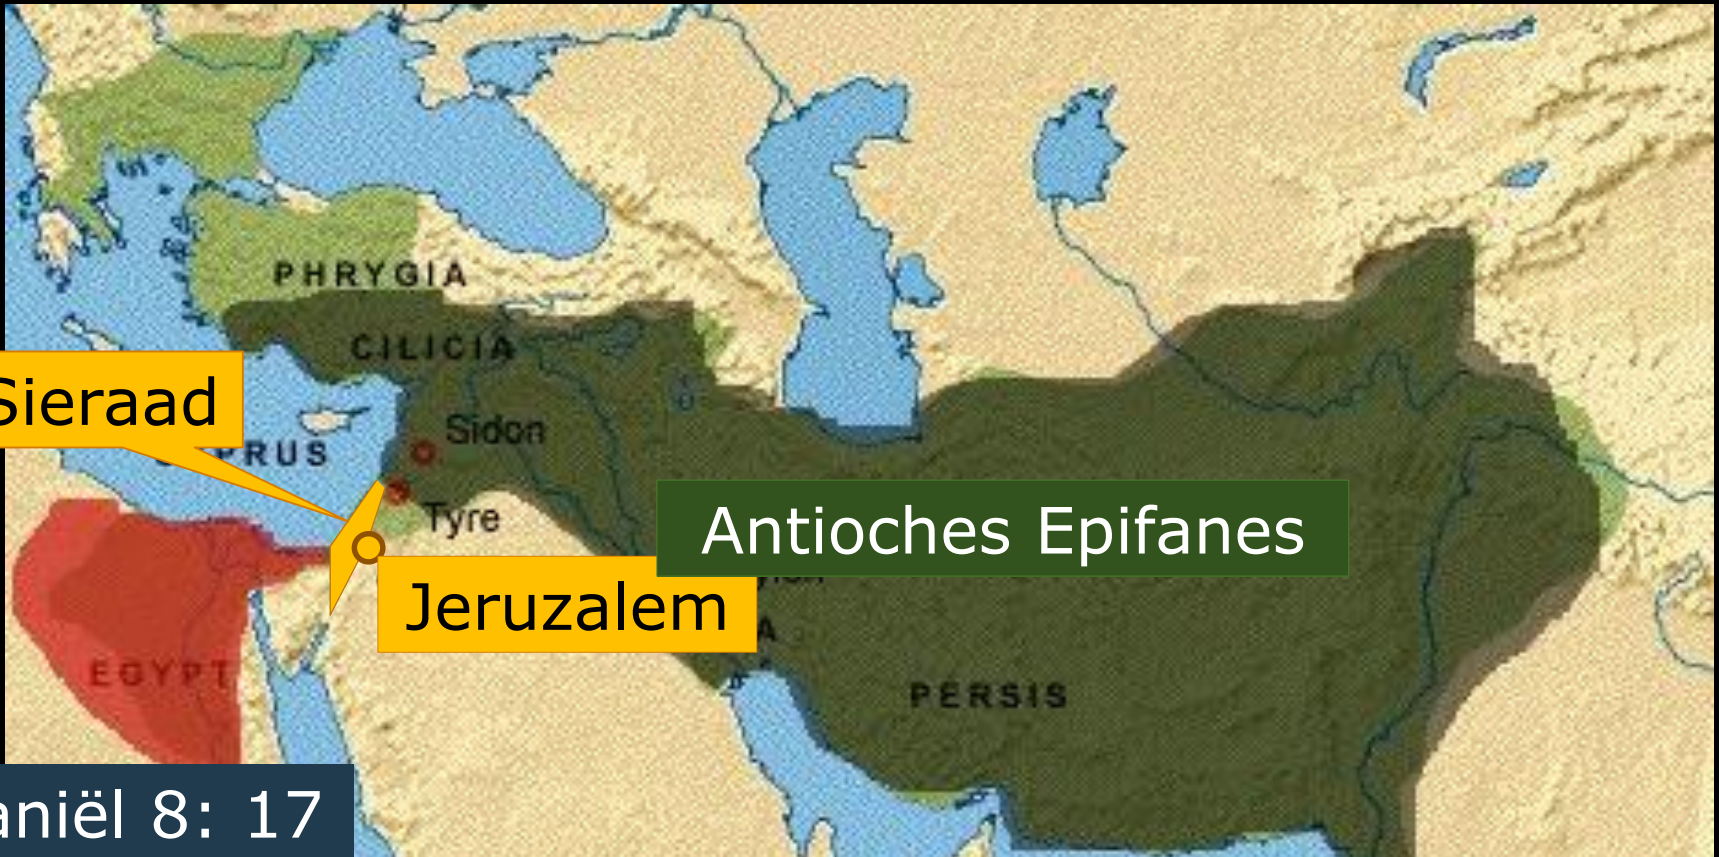 PHRYGIA
CILICIA
Sieraad
Sidon
RUS
Tyre
Antioches Epifanes
Jeruzalem
EGYPT
PERSIS
aniël 8: 17